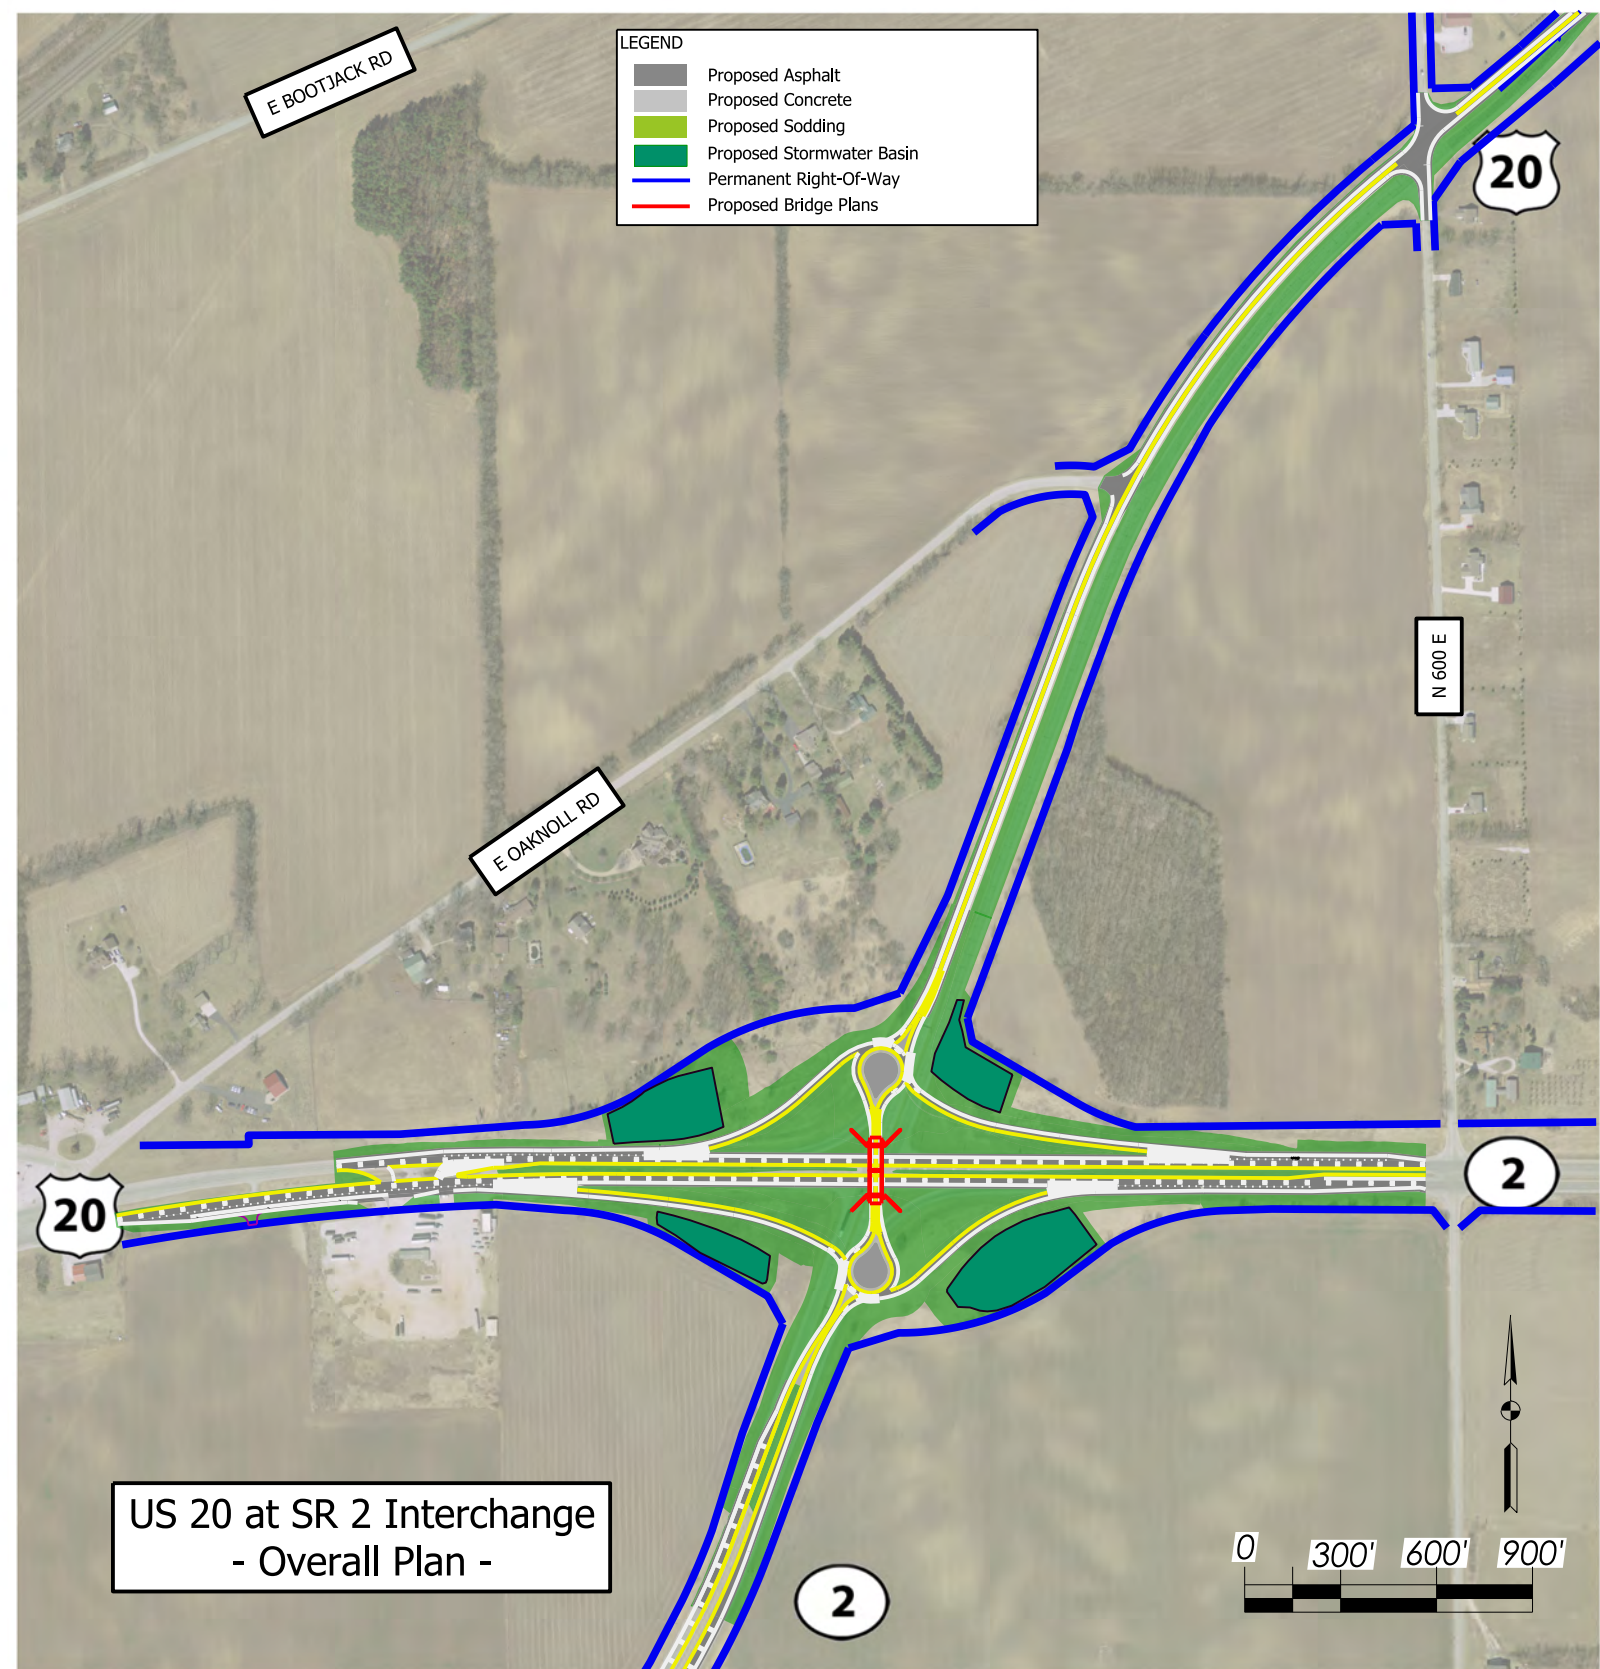 E BOOTJACK RD
LEGEND
Proposed Asphalt
Proposed Concrete
Proposed Sodding
Proposed Stormwater Basin
Permanent Right-Of-Way
Proposed Bridge Plans
20
N 600 E
E OAKNOLL RD
20
2
US 20 at SR 2 Interchange
- Overall Plan -
2
0 300' 600' 900'